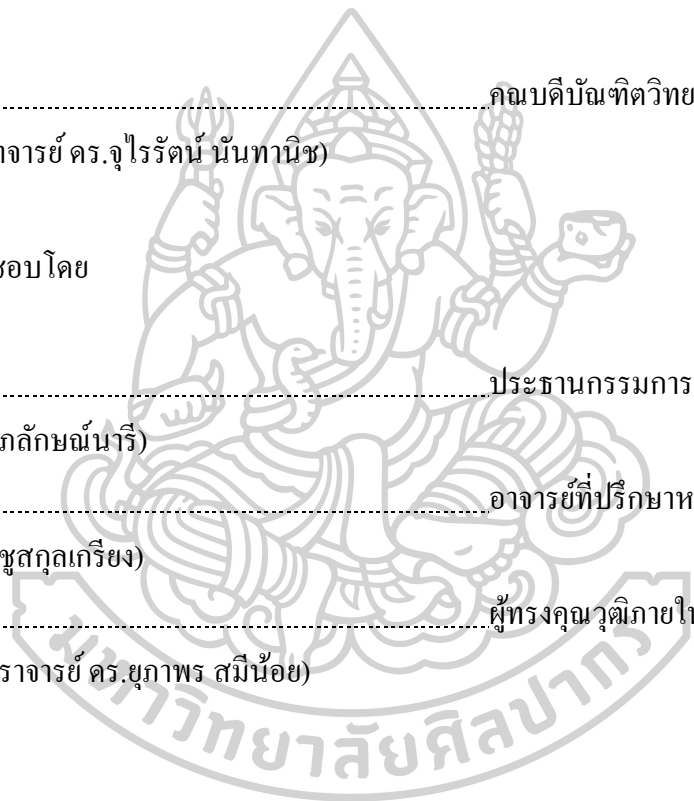 คณบดีบัณฑิตวิทย
าจารย์ ดร.จุไรรัตน์ นันทานิช)
ชอบโดย
ประธานกรรมการ
ภลักษณ์นารี)
อาจารย์ที่ปรึกษาห
ชูสกุลเกรียง)
ผู้ทรงคุณวุฒิภายใน
ราจารย์ ดร.ยุภาพร สมีน้อย)
มหาวิทยาลัยศิลปากร